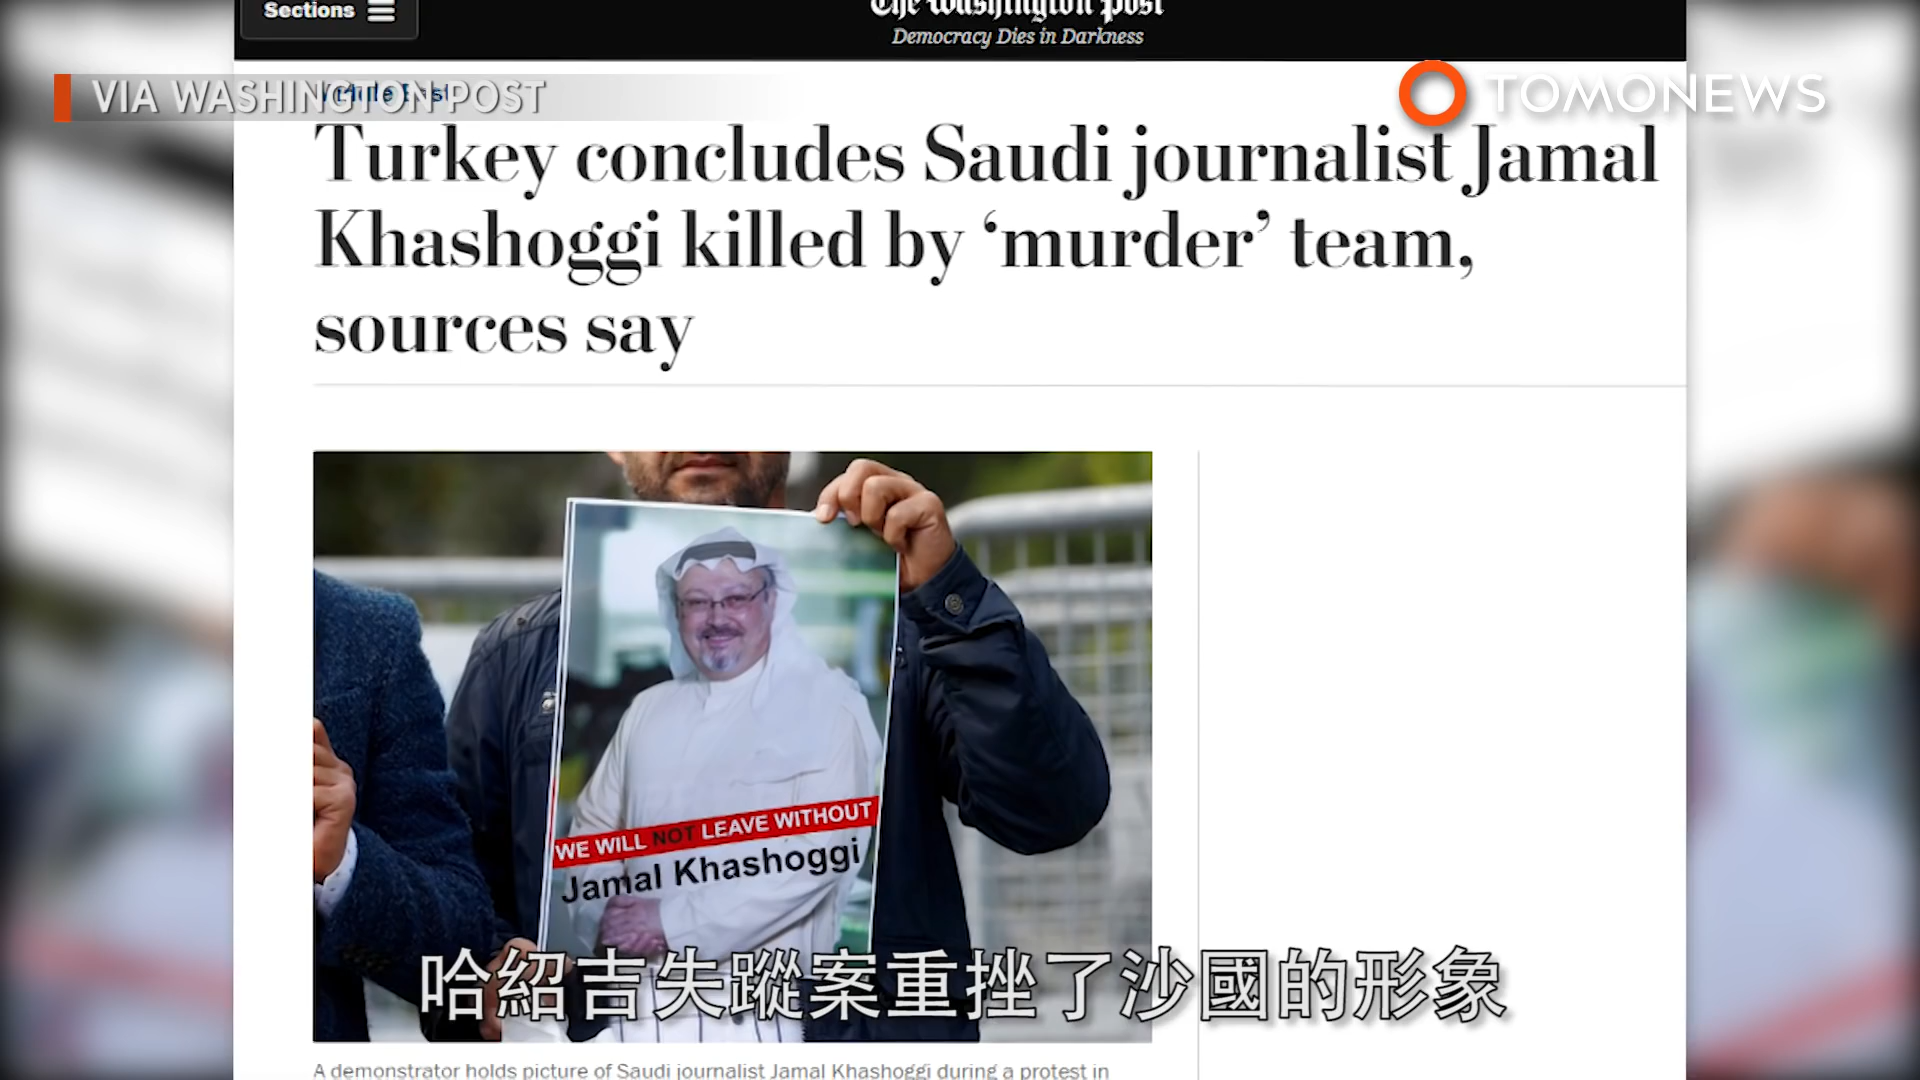 Sections
The Washington Post
Democracy Dies in Darkness
VIA WASHINGTON POST
Middle East
TOMONEWS
Turkey concludes Saudi journalist Jamal
Khashoggi killed by ‘murder’ team,
sources say
WE WILL NOT LEAVE WITHOUT
Jamal Khashoggi
哈紹吉失蹤案重挫了沙國的形象
A demonstrator holds picture of Saudi journalist Jamal Khashoggi during a protest in